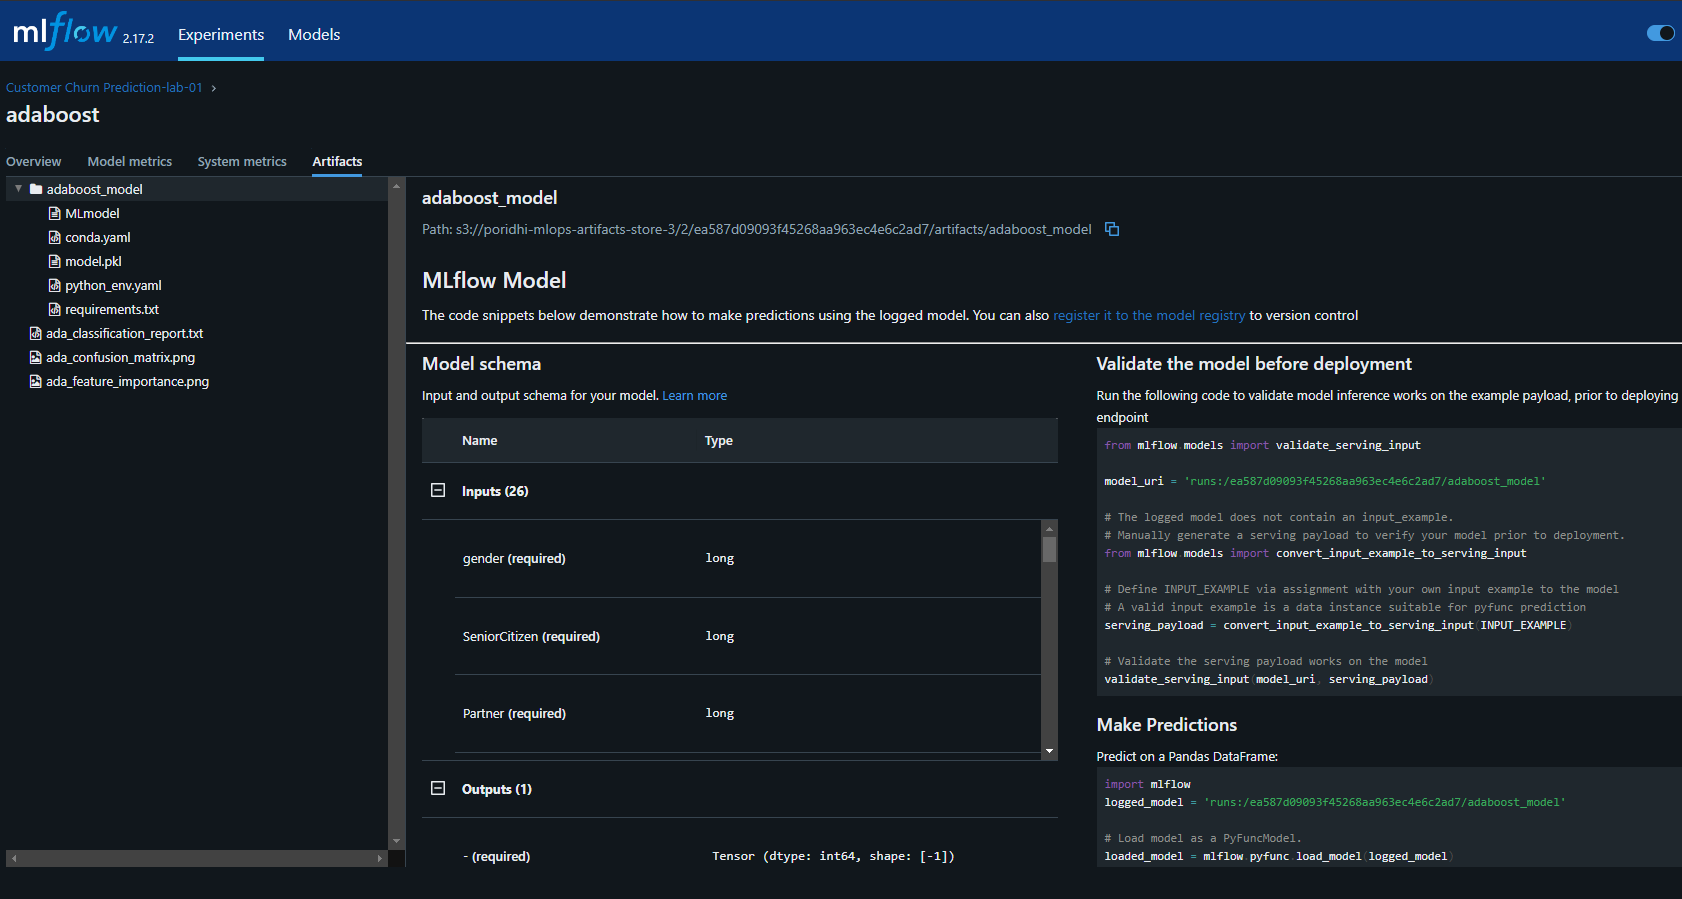 mlflow 2.17.2 Experiments Models
Customer Churn Prediction-lab-01 ›
adaboost
Overview Model metrics System metrics Artifacts
adaboost_model
MLmodel
conda.yaml
model.pkl
python_env.yaml
requirements.txt
ada_classification_report.txt
ada_confusion_matrix.png
ada_feature_importance.png
adaboost_model
Path: s3://poridhi-mlops-artifacts-store-3/2/ea587d09093f45268aa963ec4e6c2ad7/artifacts/adaboost_model
MLflow Model
The code snippets below demonstrate how to make predictions using the logged model. You can also register it to the model registry to version control
Model schema
Input and output schema for your model. Learn more
Name Type
Inputs (26)
gender (required) long
SeniorCitizen (required) long
Partner (required) long
Outputs (1)
- (required) Tensor (dtype: int64, shape: [-1])
Validate the model before deployment
Run the following code to validate model inference works on the example payload, prior to deploying
endpoint
from mlflow.models import validate_serving_input
model_uri = 'runs:/ea587d09093f45268aa963ec4e6c2ad7/adaboost_model'
# The logged model does not contain an input_example.
# Manually generate a serving payload to verify your model prior to deployment.
from mlflow.models import convert_input_example_to_serving_input
# Define INPUT_EXAMPLE via assignment with your own input example to the model
# A valid input example is a data instance suitable for pyfunc prediction
serving_payload = convert_input_example_to_serving_input(INPUT_EXAMPLE)
# Validate the serving payload works on the model
validate_serving_input(model_uri, serving_payload)
Make Predictions
Predict on a Pandas DataFrame:
import mlflow
logged_model = 'runs:/ea587d09093f45268aa963ec4e6c2ad7/adaboost_model'
# Load model as a PyFuncModel.
loaded_model = mlflow.pyfunc.load_model(logged_model)